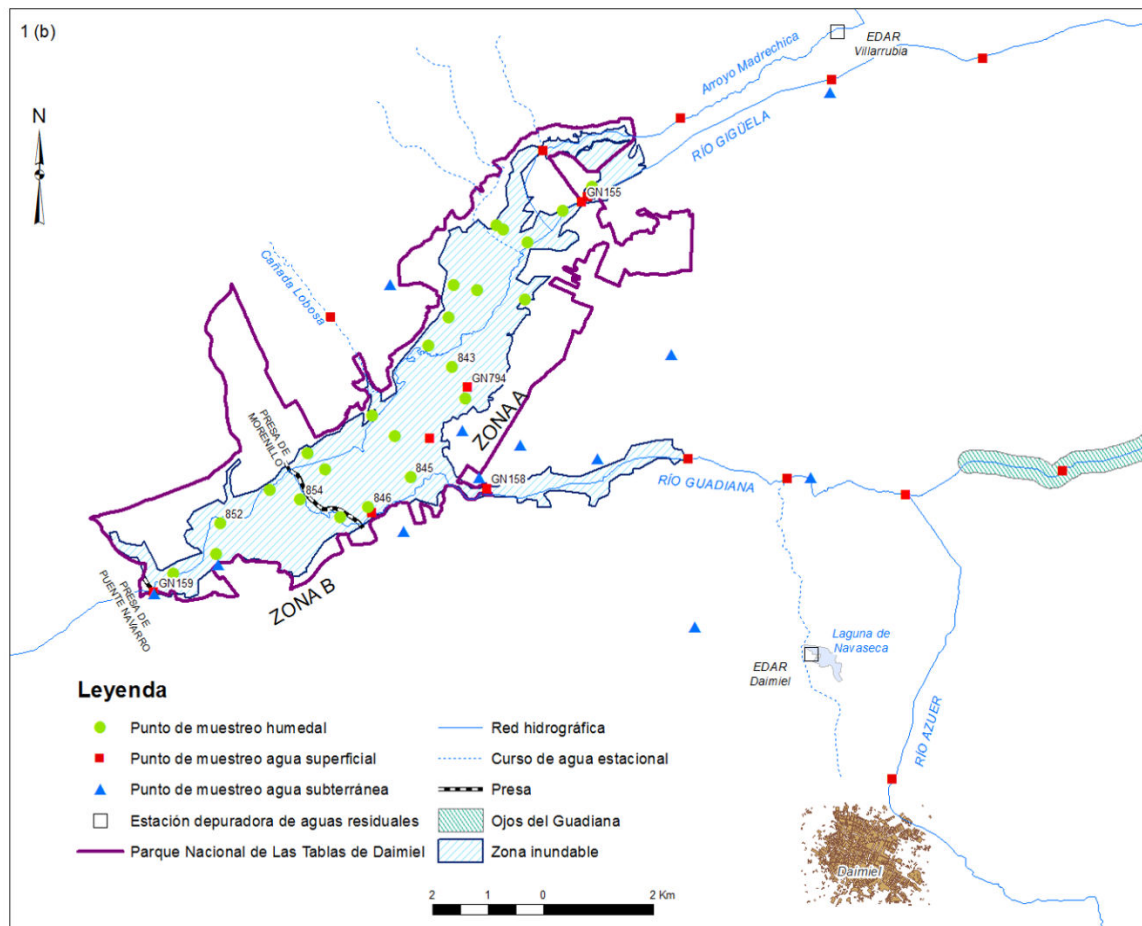 1 (b)
N
EDAR
Villarrubia
Arroyo Madrechica
RÍO GIGÜELA
GN155
Cañada Lobosa
843
GN794
ZONA A
PRESA DE
MORENILLO
845
GN158
RÍO GUADIANA
854
846
852
GN159
PRESA DE
PUENTE NAVARRO
ZONA B
Laguna de
Navaseca
EDAR
Daimiel
RÍO AZUER
Daimiel
Leyenda
Punto de muestreo humedal
Punto de muestreo agua superficial
Punto de muestreo agua subterránea
Estación depuradora de aguas residuales
Parque Nacional de Las Tablas de Daimiel
Red hidrográfica
Curso de agua estacional
Presa
Ojos del Guadiana
Zona inundable
2 1 0 2 Km